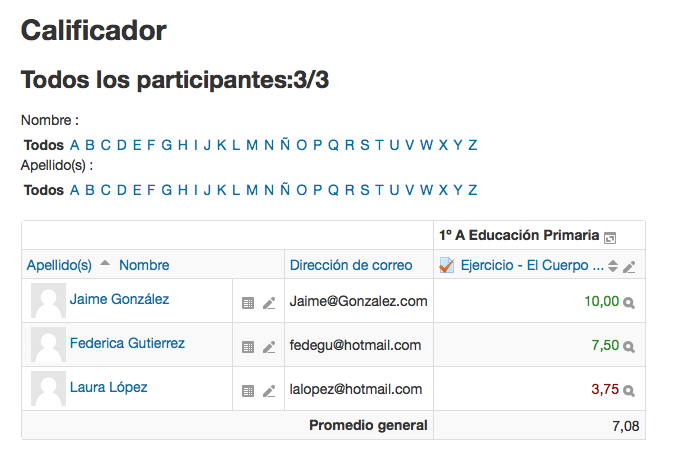 Calificador
Todos los participantes:3/3
Nombre :
Todos A B C D E F G H I J K L M N Ñ O P Q R S T U V W X Y Z
Apellido(s) :
Todos A B C D E F G H I J K L M N Ñ O P Q R S T U V W X Y Z
1º A Educación Primaria
Apellido(s) Nombre Dirección de correo Ejercicio - El Cuerpo ...
Jaime González Jaime@Gonzalez.com 10,00
Federica Gutierrez fedegu@hotmail.com 7,50
Laura López lalopez@hotmail.com 3,75
Promedio general 7,08